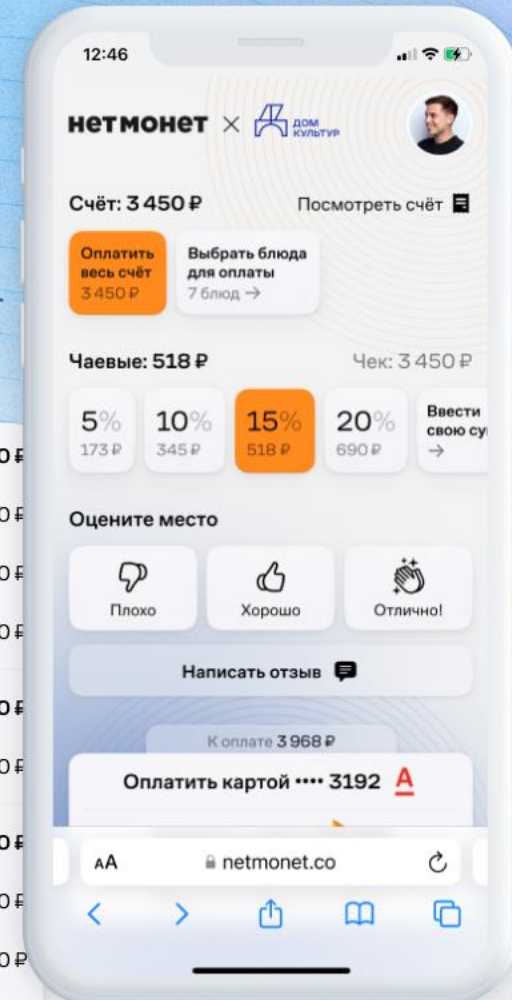 12:46
нетмонет × ДОМ КУЛЬТУР
Счёт: 3 450 ₽ Посмотреть счёт
Оплатить весь счёт 3 450 ₽
Выбрать блюда для оплаты 7 блюд →
Чаевые: 518 ₽ Чек: 3 450 ₽
5% 10% 15% 20% Ввести свою
173 ₽ 345 ₽ 518 ₽ 690 ₽ →
Оцените место
Плохо Хорошо Отлично!
Написать отзыв
К оплате 3 968 ₽
Оплатить картой •••• 3192 А
AA netmonet.co